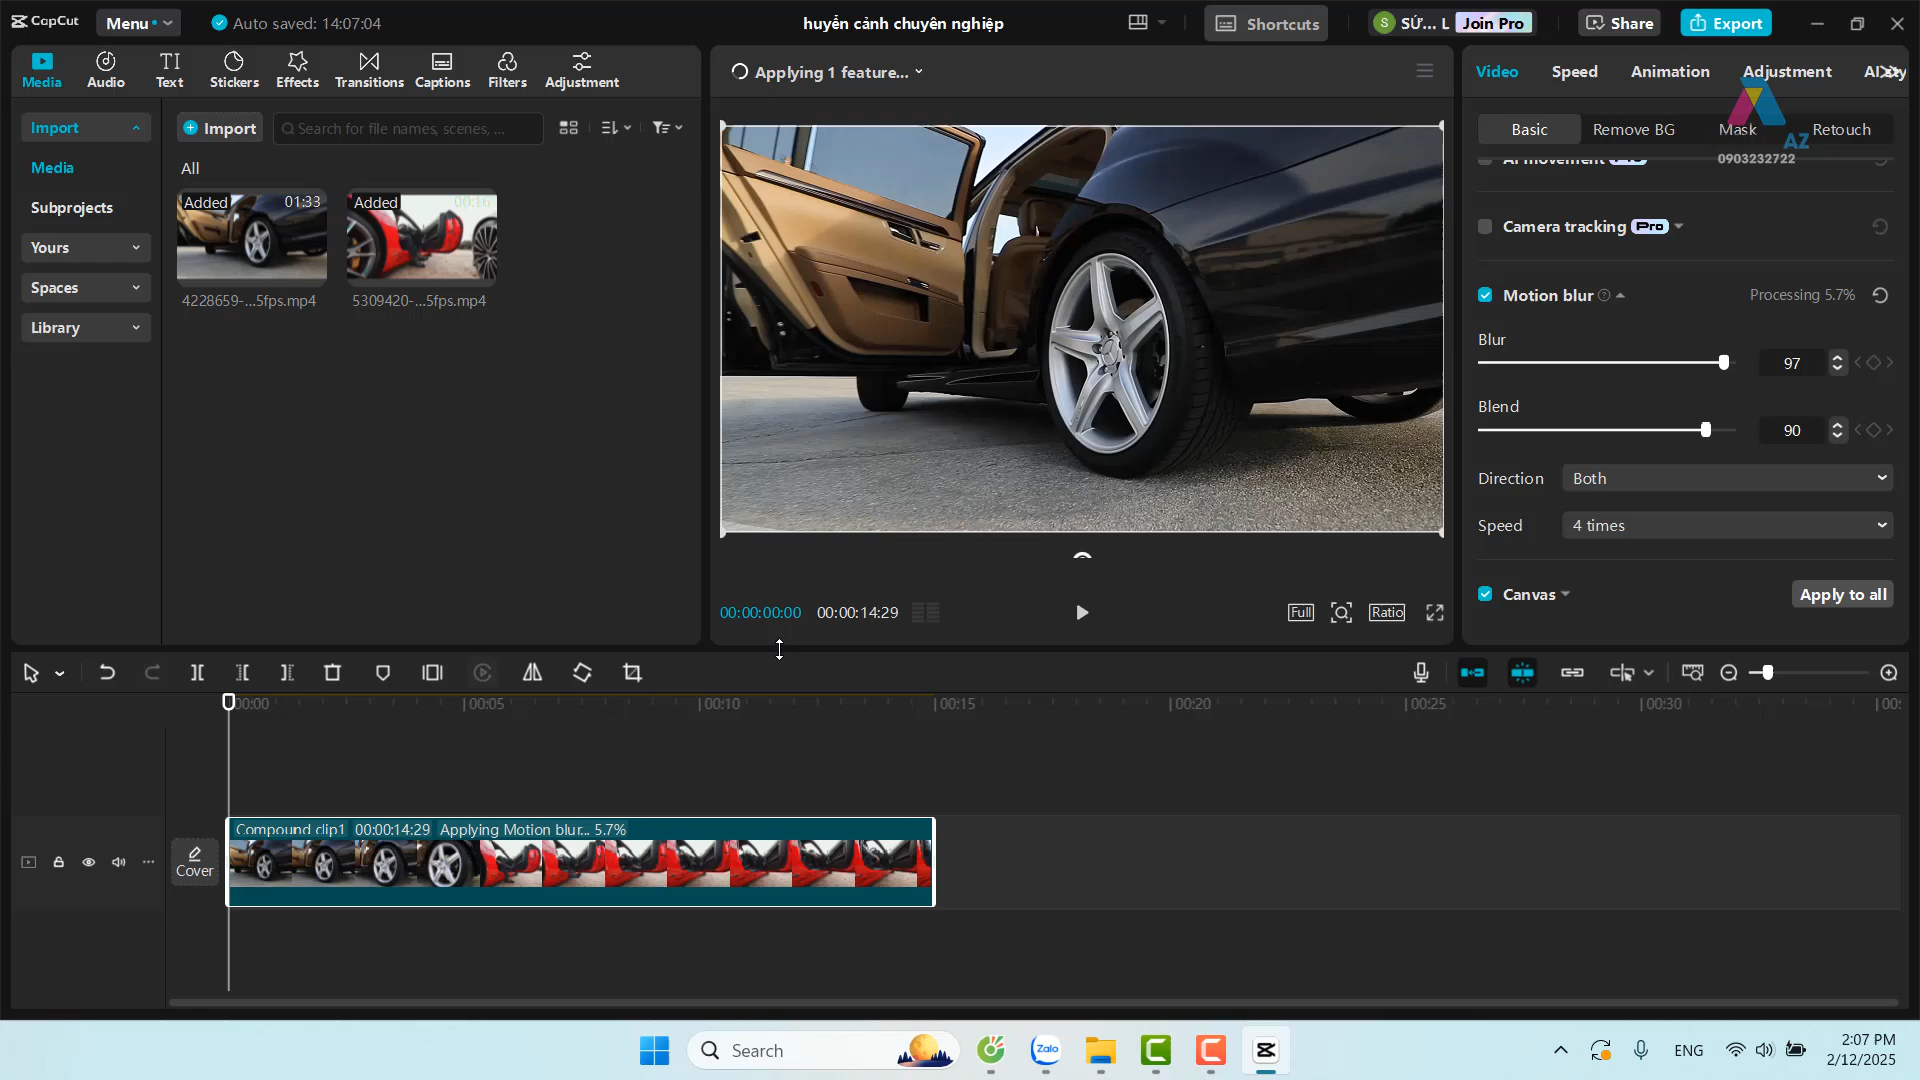 CapCut
Menu
Auto saved: 14:07:04
huyển cảnh chuyên nghiệp
Shortcuts
S
SỨ... L
Join Pro
Share
Export
Media
Audio
Text
Stickers
Effects
Transitions
Captions
Filters
Adjustment
Import
Media
Subprojects
Yours
Spaces
Library
Import
Search for file names, scenes, ...
All
Added
01:33
4228659-...5fps.mp4
Added
00:16
5309420-...5fps.mp4
Applying 1 feature...
00:00:00:00
00:00:14:29
Full
Ratio
Video
Speed
Animation
Adjustment
Basic
Remove BG
Mask
Retouch
AZ
0903232722
AI movement
Pro
Camera tracking
Pro
Motion blur
Processing 5.7%
Blur
97
Blend
90
Direction
Both
Speed
4 times
Canvas
Apply to all
00:00
00:05
00:10
00:15
00:20
00:25
00:30
00:
Cover
Compound clip1 00:00:14:29 Applying Motion blur... 5.7%
Search
Zalo
ENG
2:07 PM
2/12/2025